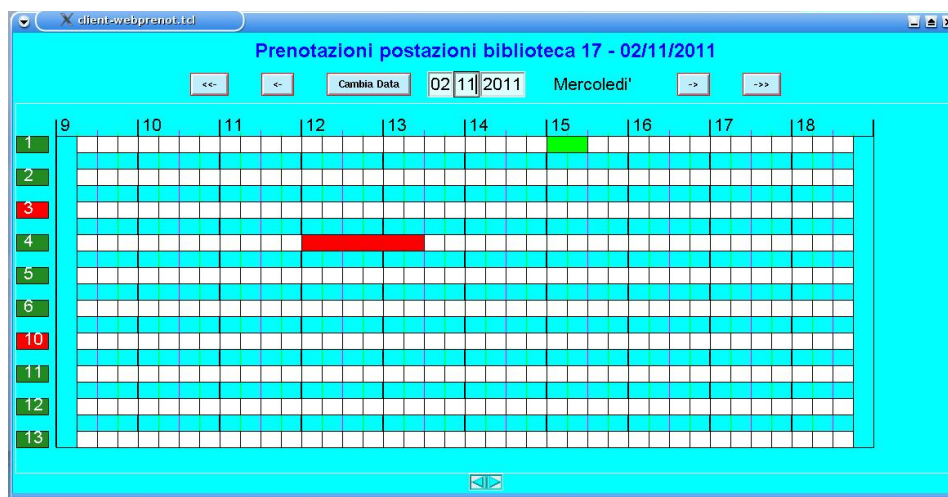 client-webprenot.tcl
Prenotazioni postazioni biblioteca 17 - 02/11/2011
<<- <- Cambia Data 02 11 2011 Mercoledi' -> ->>
9 10 11 12 13 14 15 16 17 18
1
2
3
4
5
6
10
11
12
13